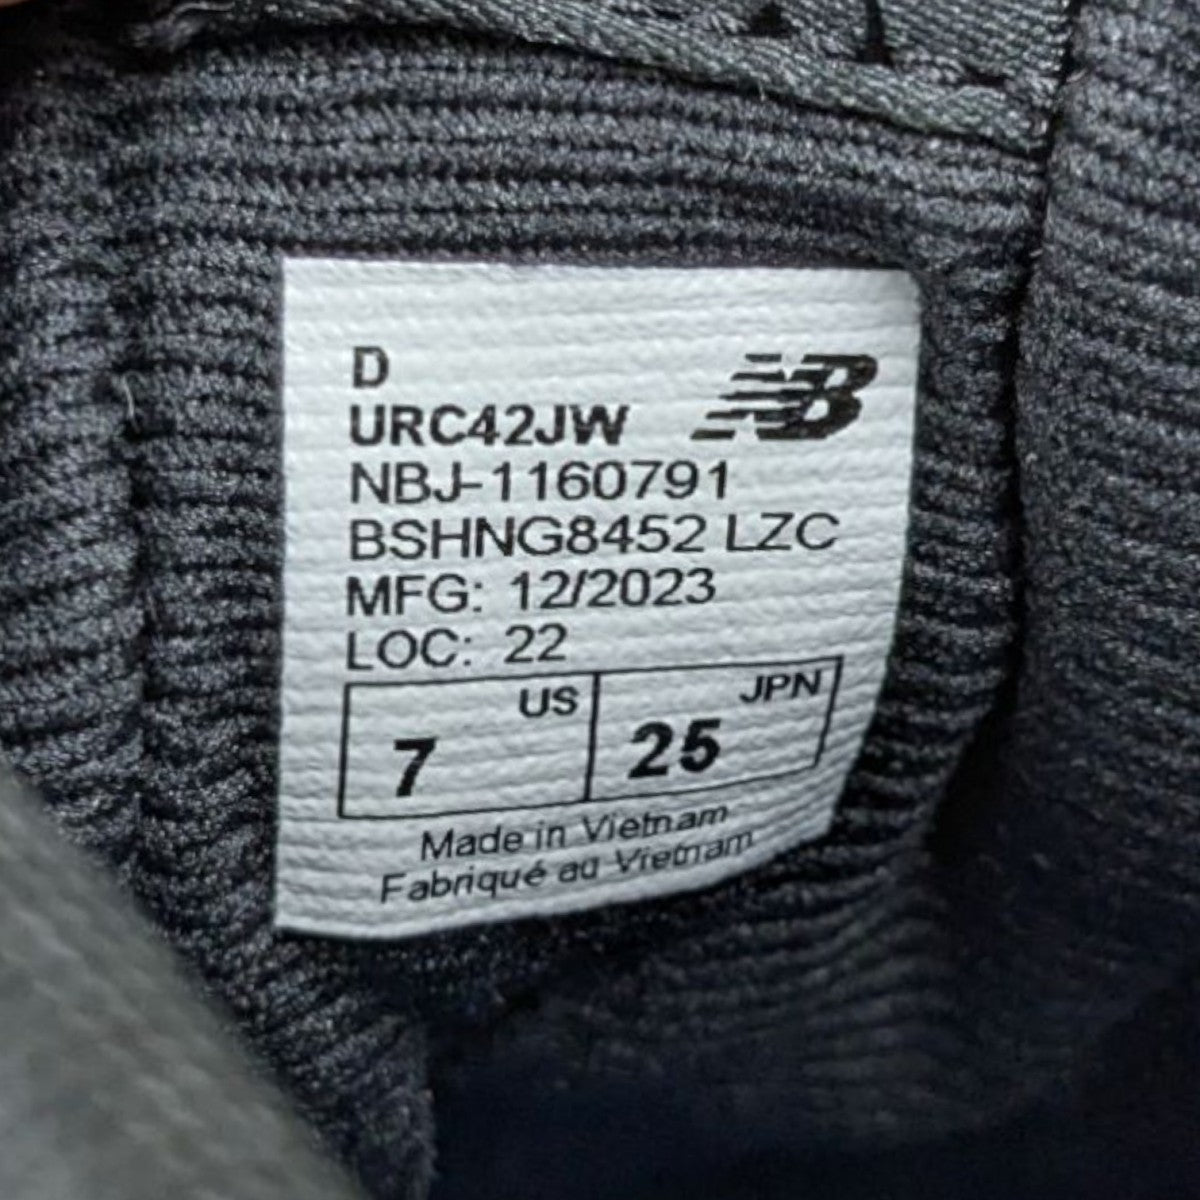 D
URC42JW
NB
NBJ-1160791
BSHNG8452 LZC
MFG: 12/2023
LOC: 22
US JPN
7 25
Made in Vietnam
Fabriqué au Vietnam